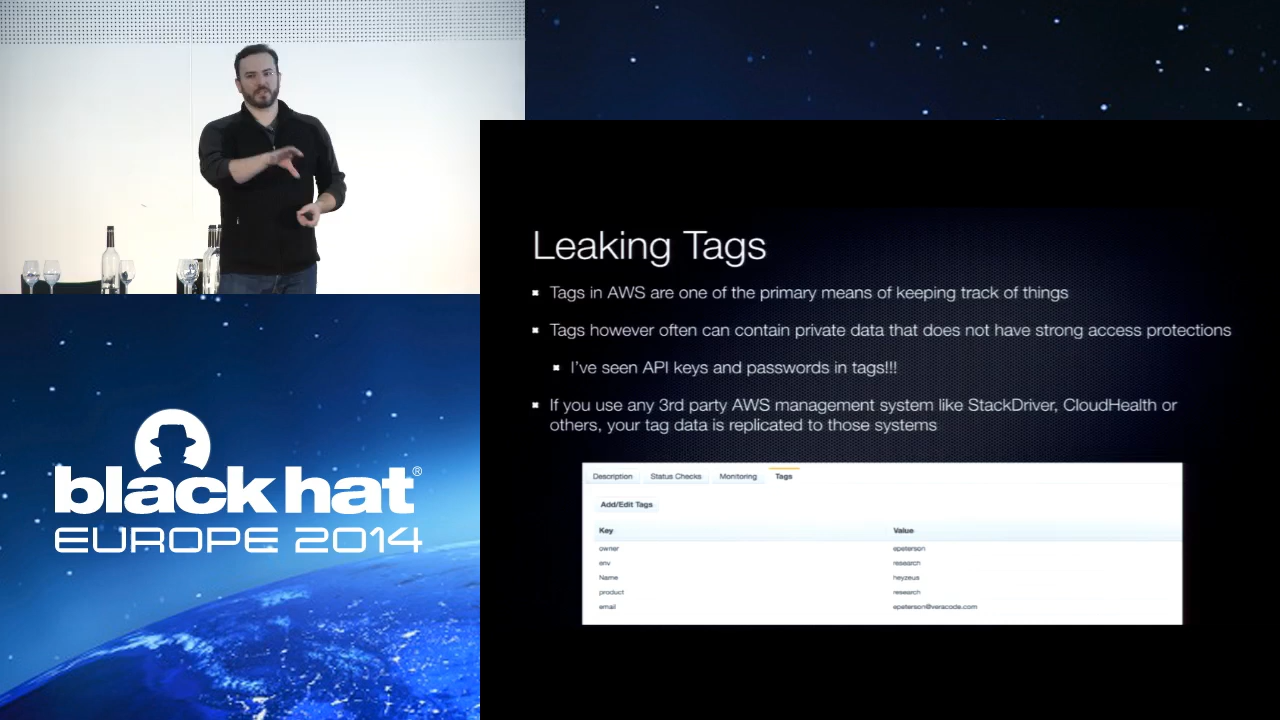 Leaking Tags
Tags in AWS are one of the primary means of keeping track of things
Tags however often can contain private data that does not have strong access protections
I've seen API keys and passwords in tags!!!
If you use any 3rd party AWS management system like StackDriver, CloudHealth or
others, your tag data is replicated to those systems
Description Status Checks Monitoring Tags
Add/Edit Tags
Key Value
owner epeterson
env research
Name heyzeus
product research
email epeterson@veracode.com
black hat®
EUROPE 2014